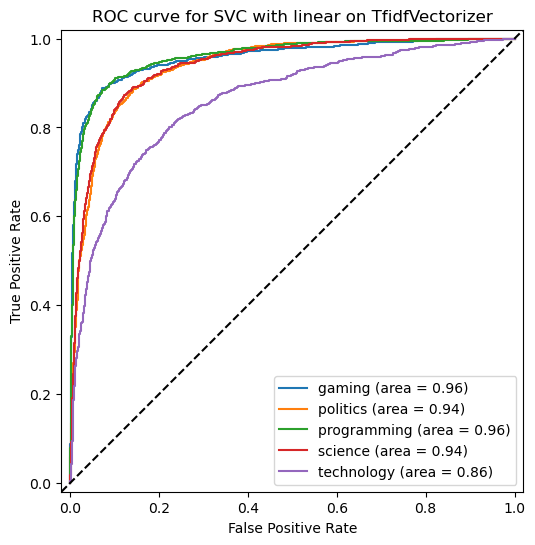 ROC curve for SVC with linear on TfidfVectorizer
1.0
0.8
0.6
0.4
0.2
0.0
True Positive Rate
gaming (area = 0.96)
politics (area = 0.94)
programming (area = 0.96)
science (area = 0.94)
technology (area = 0.86)
0.0 0.2 0.4 0.6 0.8 1.0
False Positive Rate